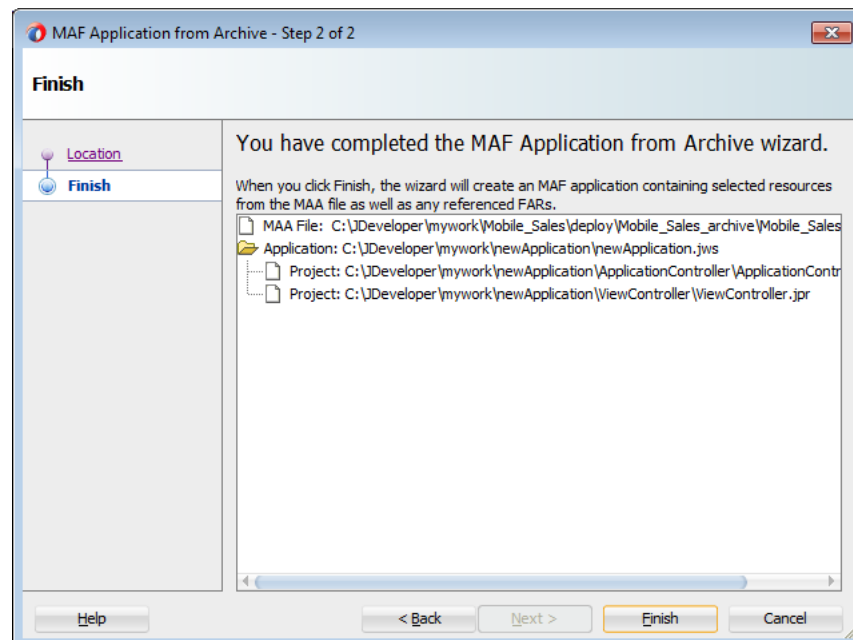 MAF Application from Archive - Step 2 of 2
Finish
Location
Finish
You have completed the MAF Application from Archive wizard.
When you click Finish, the wizard will create an MAF application containing selected resources
from the MAA file as well as any referenced FARs.
MAA File: C:\JDeveloper\mywork\Mobile_Sales\deploy\Mobile_Sales_archive\Mobile_Sales
Application: C:\JDeveloper\mywork\newApplication\newApplication.jws
Project: C:\JDeveloper\mywork\newApplication\ApplicationController\ApplicationContr
Project: C:\JDeveloper\mywork\newApplication\ViewController\ViewController.jpr
Help
< Back
Next >
Finish
Cancel